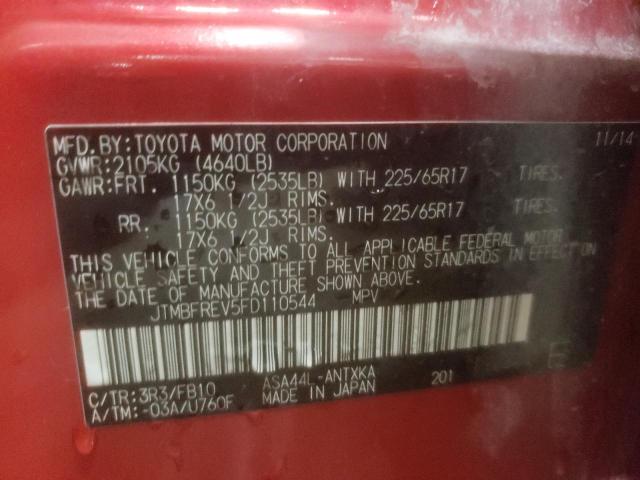 MFD.BY:TOYOTA MOTOR CORPORATION 11/14
GVWR:2105KG (4640LB)
GAWR:FRT. 1150KG (2535LB) WITH 225/65R17 TIRES.
17X6 1/2J RIMS.
RR. 1150KG (2535LB) WITH 225/65R17 TIRES.
17X6 1/2J RIMS.
THIS VEHICLE CONFORMS TO ALL APPLICABLE FEDERAL MOTOR
VEHICLE SAFETY AND THEFT PREVENTION STANDARDS IN EFFECT ON
THE DATE OF MANUFACTURE SHOWN ABOVE.
JTMBFREV5FD110544 MPV
C/TR:3R3/FB10 ASA44L-ANTXKA 201
A/TM:-03A/U760F MADE IN JAPAN